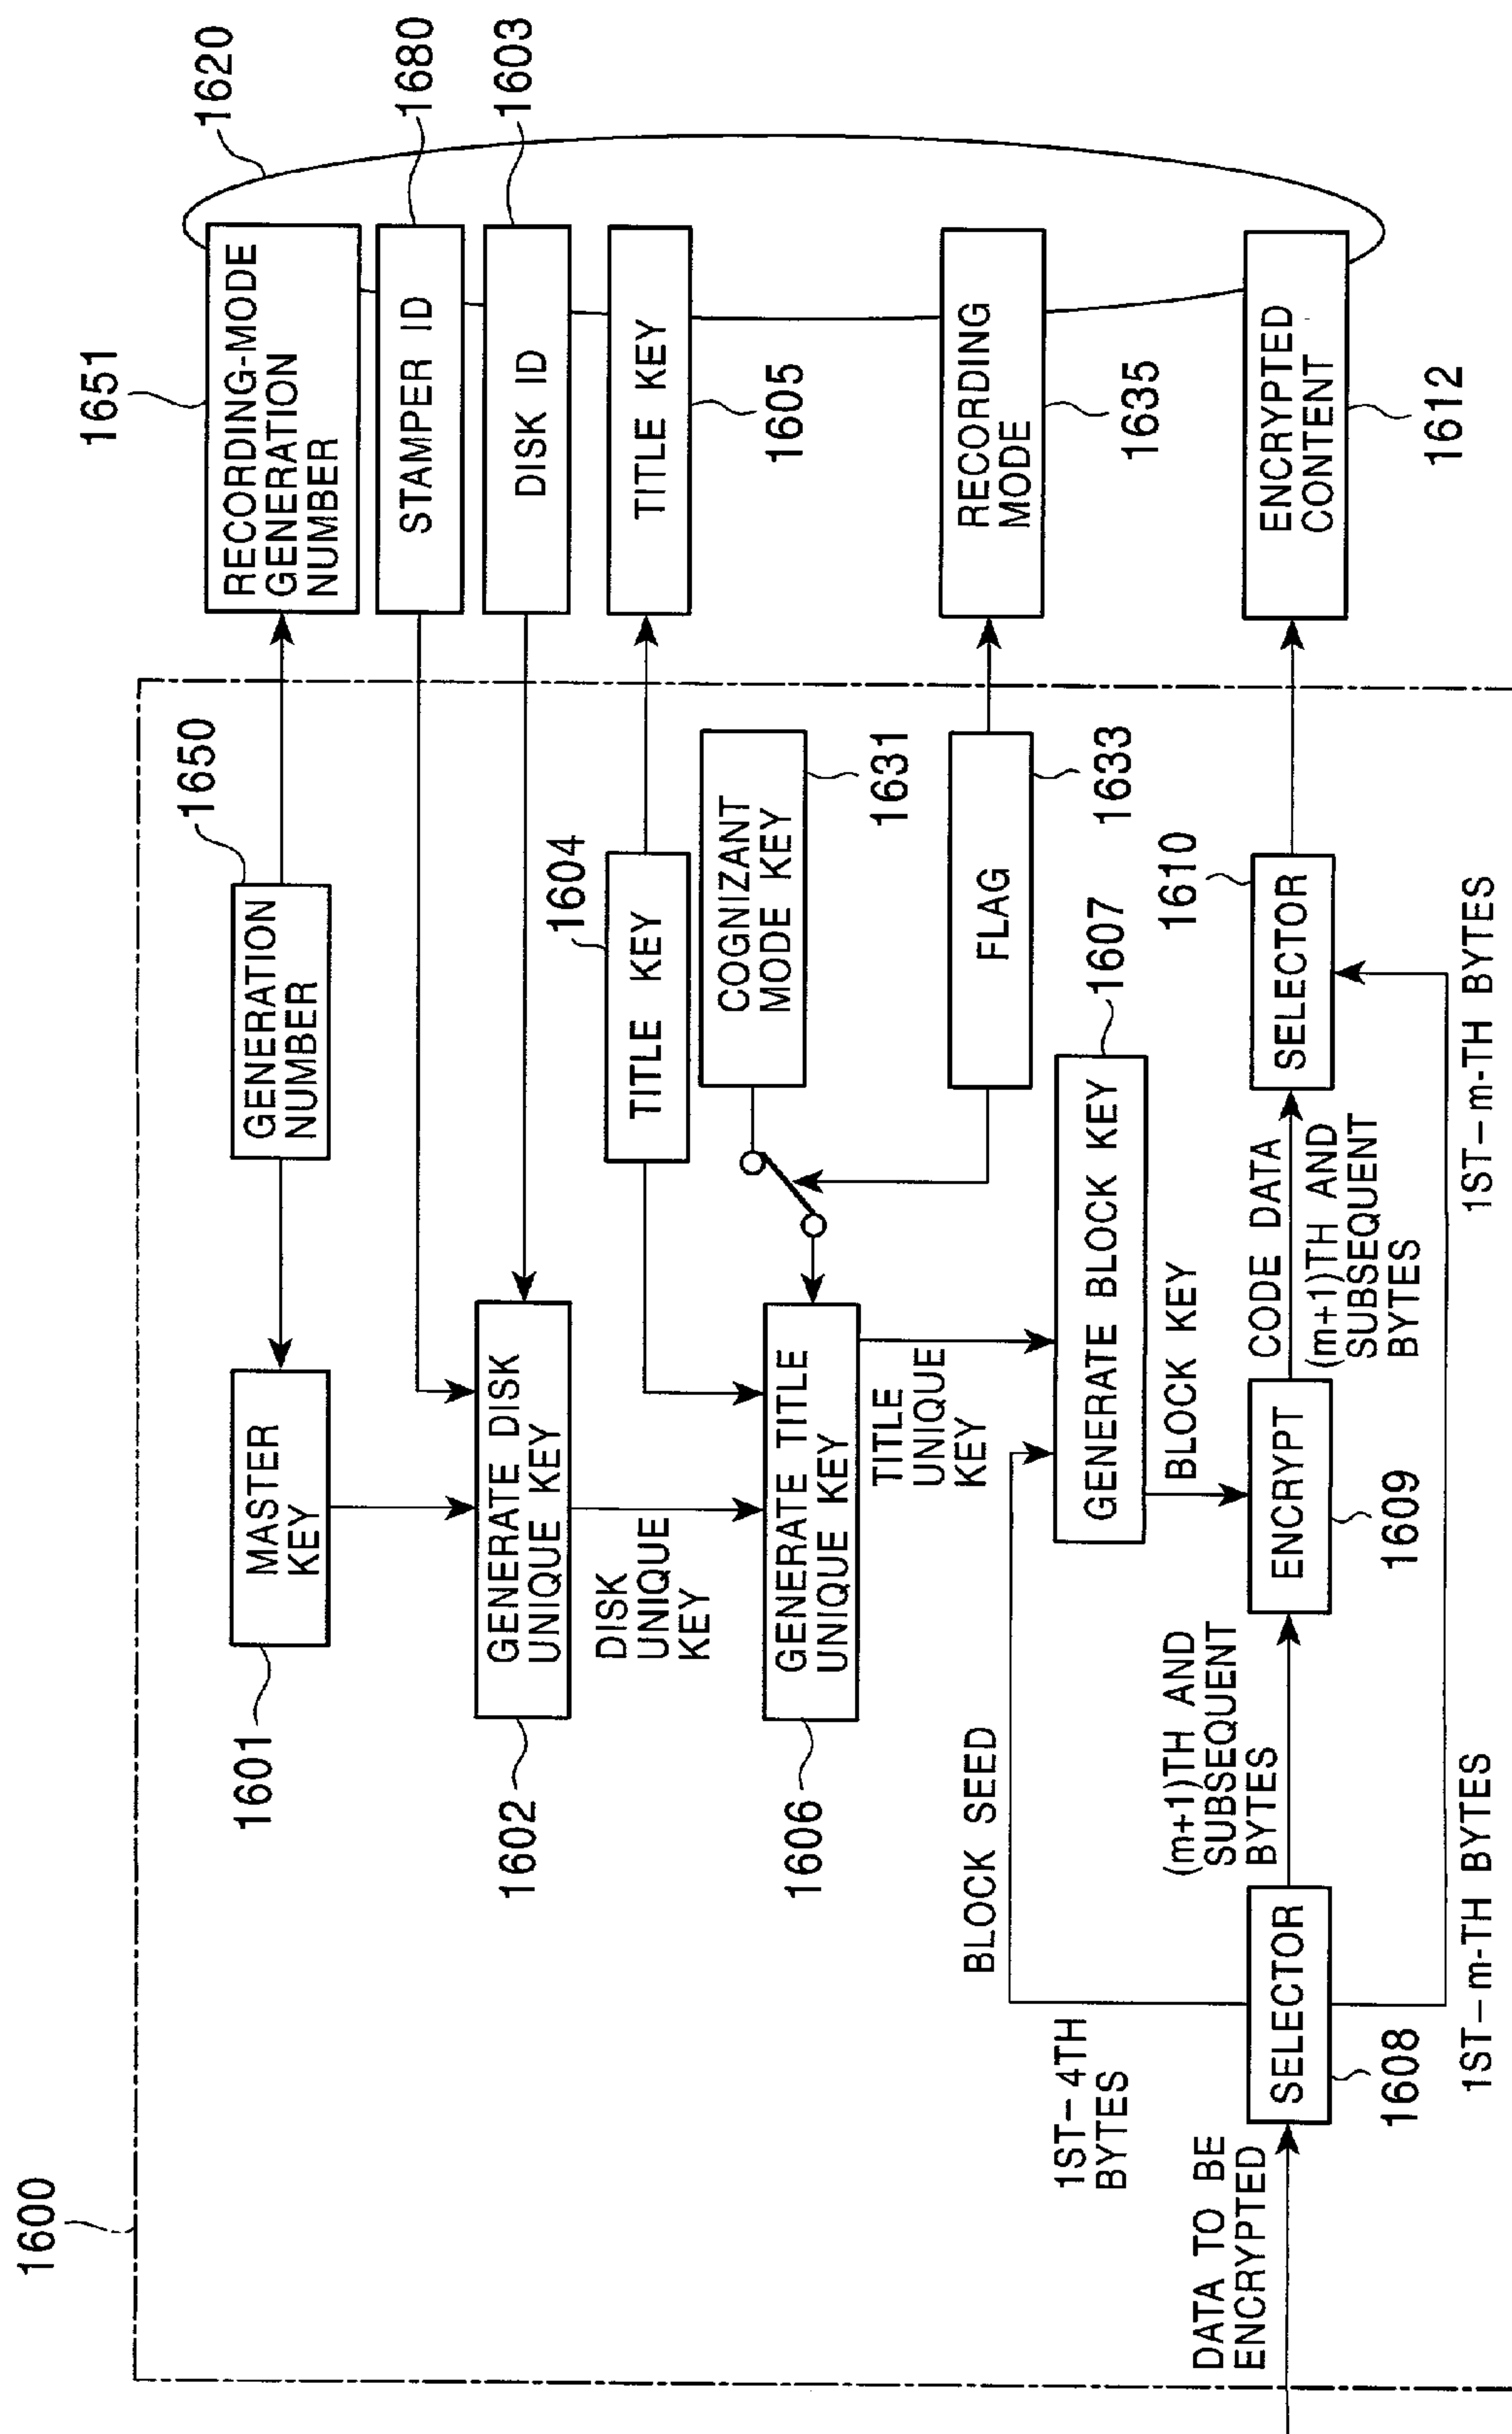 1600
1620
1651
RECORDING-MODE
GENERATION
NUMBER
1680
STAMPER ID
1603
DISK ID
TITLE KEY
1605
RECORDING
MODE
1635
ENCRYPTED
CONTENT
1612
1650
GENERATION
NUMBER
MASTER
KEY
1601
GENERATE DISK
UNIQUE KEY
1602
DISK
UNIQUE
KEY
1604
TITLE KEY
COGNIZANT
MODE KEY
1631
FLAG
1633
GENERATE TITLE
UNIQUE KEY
1606
TITLE
UNIQUE
KEY
1607
GENERATE BLOCK KEY
BLOCK KEY
BLOCK SEED
1ST–4TH
BYTES
DATA TO BE
ENCRYPTED
SELECTOR
1608
(m+1)TH AND
SUBSEQUENT
BYTES
ENCRYPT
1609
CODE DATA
(m+1)TH AND
SUBSEQUENT
BYTES
1610
SELECTOR
1ST–m-TH BYTES
1ST–m-TH BYTES